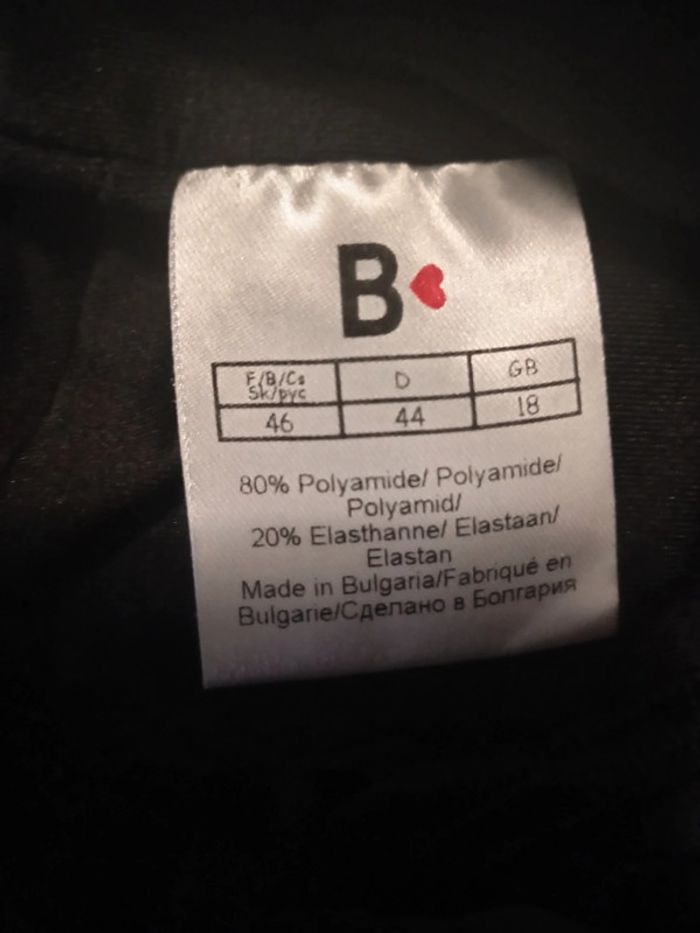 B
F/B/Cs D GB
Sk/рус
46 44 18
80% Polyamide/ Polyamide/
Polyamid/
20% Elasthanne/ Elastaan/
Elastan
Made in Bulgaria/Fabriqué en
Bulgarie/Сделано в Болгария